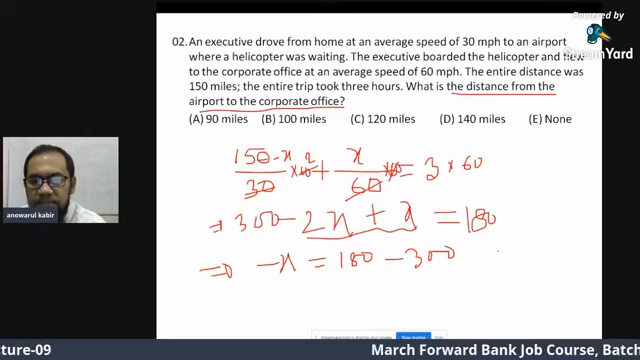 Powered by
StreamYard
02. An executive drove from home at an average speed of 30 mph to an airport
where a helicopter was waiting. The executive boarded the helicopter and flew
to the corporate office at an average speed of 60 mph. The entire distance was
150 miles; the entire trip took three hours. What is the distance from the
airport to the corporate office?
(A) 90 miles (B) 100 miles (C) 120 miles (D) 140 miles (E) None
150-x/30 × 60 + x/60 × 60 = 3 × 60
⇒ 300 - 2x + x = 180
⇒ -x = 180 - 300
anowarul kabir
cture-09
March Forward Bank Job Course, Batch